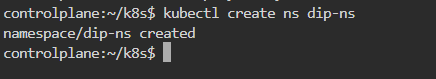 controlplane:~/k8s$ kubectl create ns dip-ns
namespace/dip-ns created
controlplane:~/k8s$